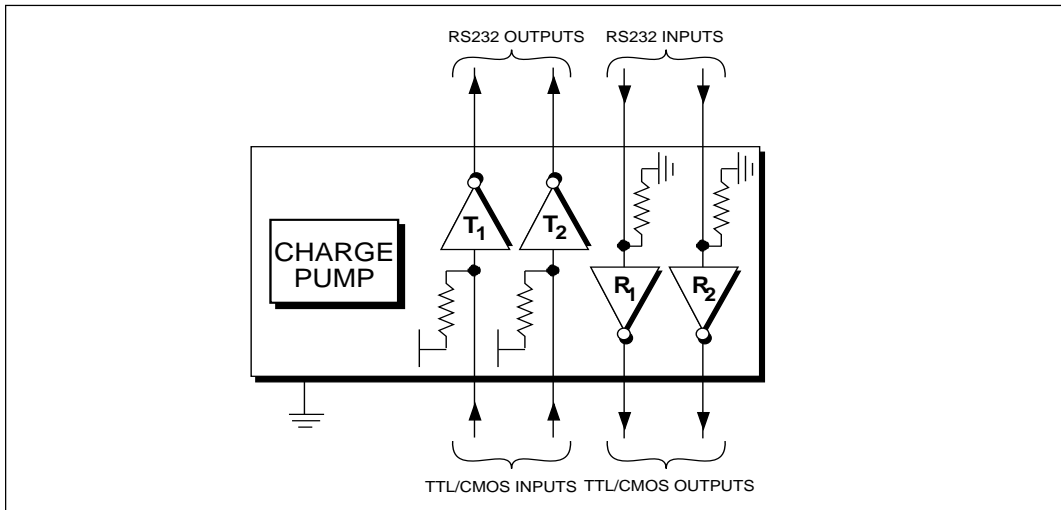 RS232 OUTPUTS
RS232 INPUTS
CHARGE
PUMP
T1
T2
R1
R2
TTL/CMOS INPUTS
TTL/CMOS OUTPUTS